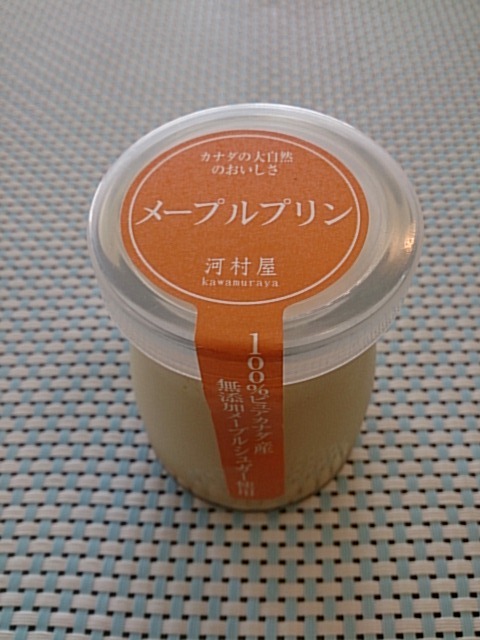 カナダの大自然
のおいしさ
メープルプリン
河村屋
kawamuraya
100%ピュアカナダ産
無添加メープルシュガー使用